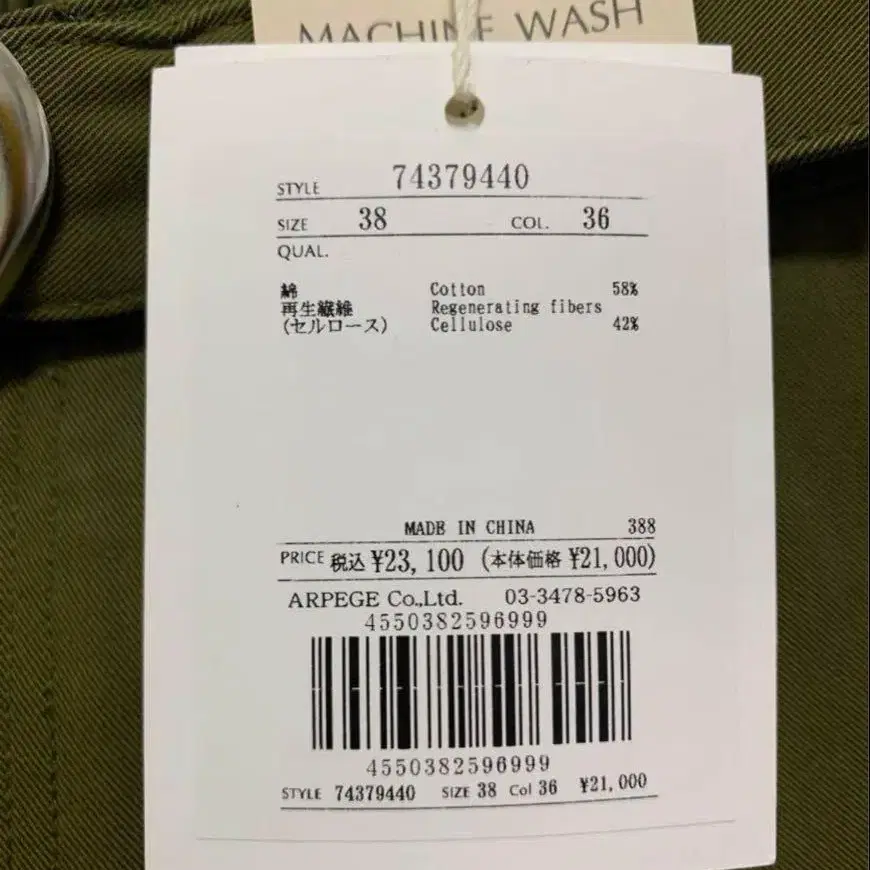 MACHINE WASH
STYLE 74379440
SIZE 38 COL. 36
QUAL.
綿 Cotton 58%
再生繊維 Regenerating fibers
(セルロース) Cellulose 42%
MADE IN CHINA 388
PRICE 税込 ¥23,100 (本体価格 ¥21,000)
ARPEGE Co.,Ltd. 03-3478-5963
4550382596999
4550382596999
STYLE 74379440 SIZE 38 Col 36 ¥21,000